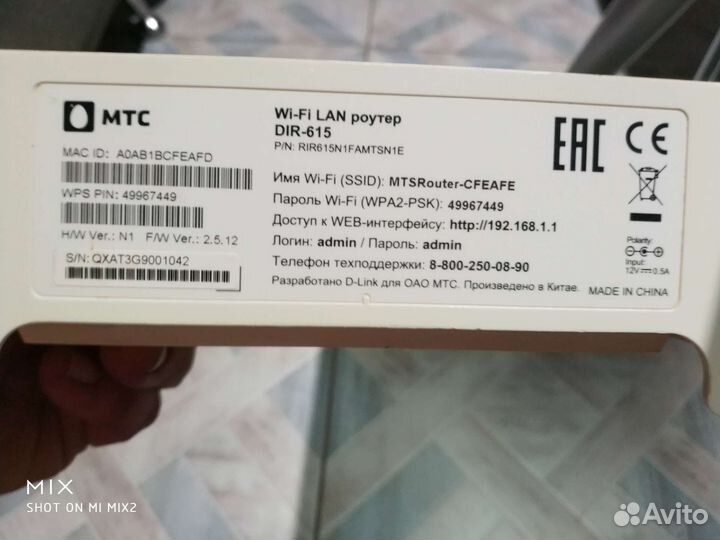 МТС
MAC ID: A0AB1BCFEAFD
WPS PIN: 49967449
H/W Ver.: N1 F/W Ver.: 2.5.12
S/N: QXAT3G9001042
Wi-Fi LAN роутер
DIR-615
P/N: RIR615N1FAMTSN1E
Имя Wi-Fi (SSID): MTSRouter-CFEAFE
Пароль Wi-Fi (WPA2-PSK): 49967449
Доступ к WEB-интерфейсу: http://192.168.1.1
Логин: admin / Пароль: admin
Телефон техподдержки: 8-800-250-08-90
Разработано D-Link для ОАО МТС. Произведено в Китае.
EAC
Polarity:
Input:
12V 0.5A
MADE IN CHINA
MIX
SHOT ON MI MIX2
Avito